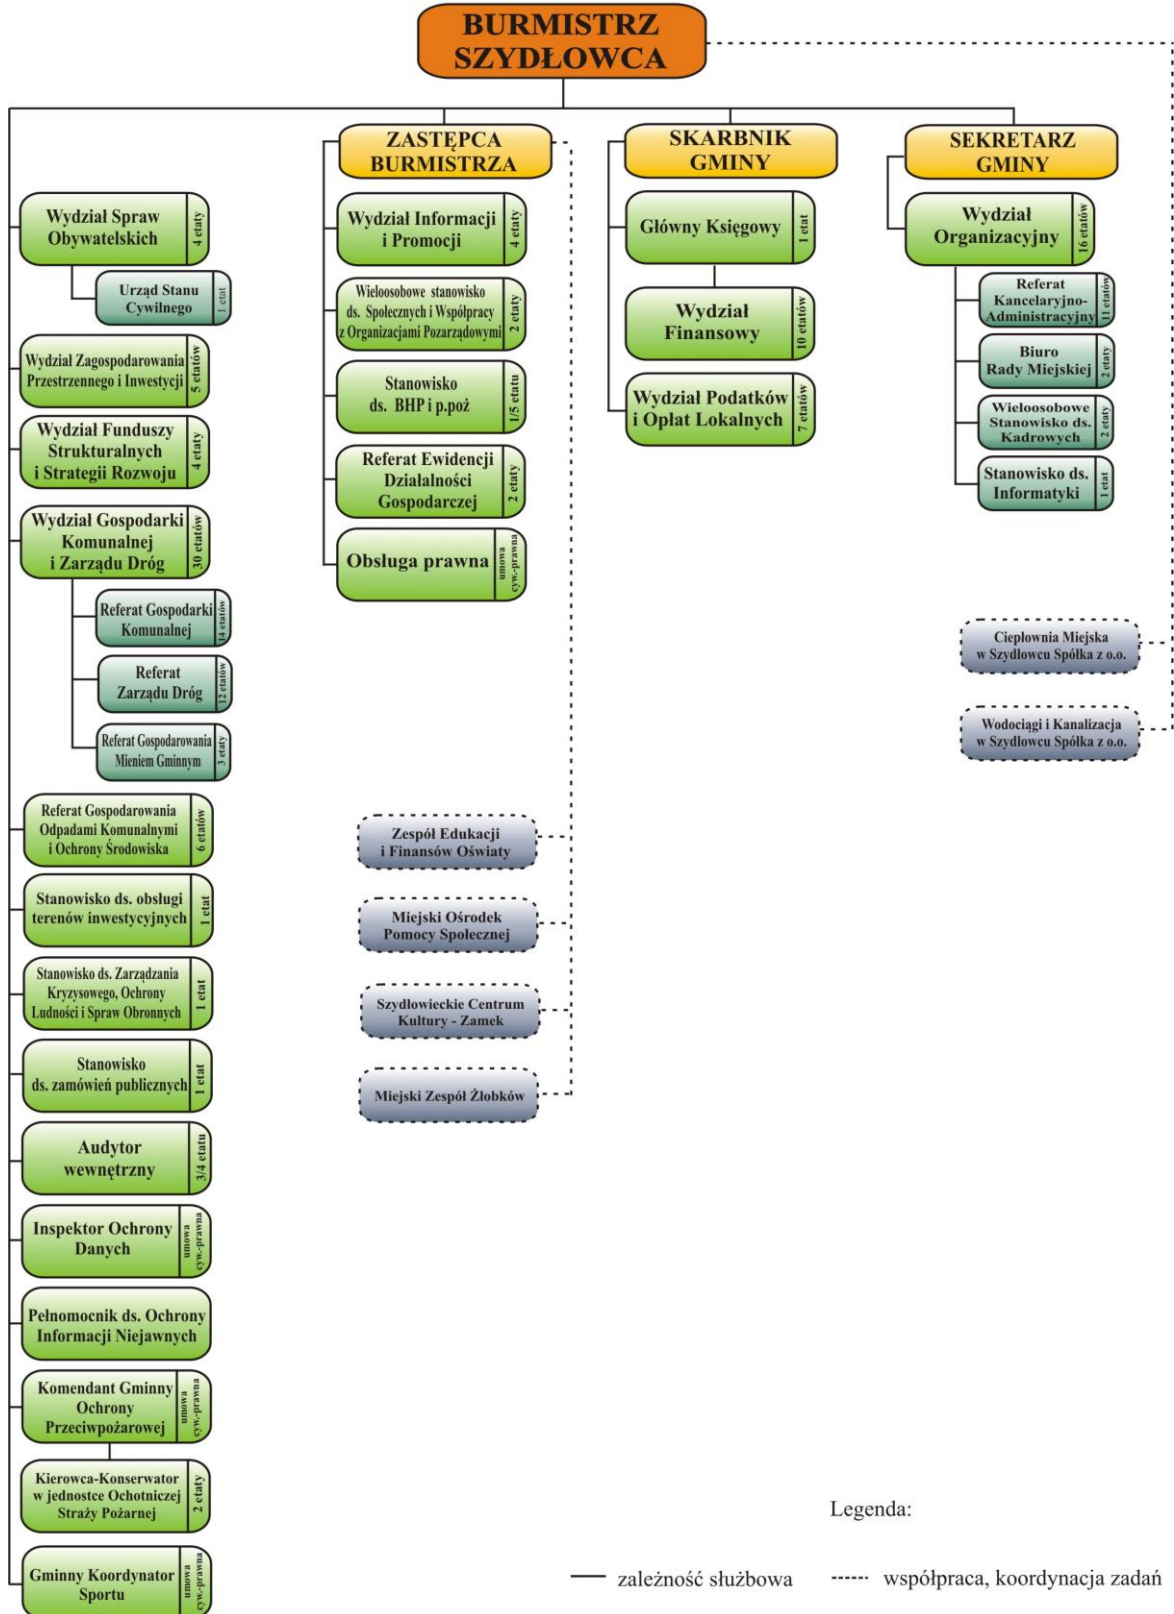 BURMISTRZ
SZYDŁOWCA
ZASTĘPCA
BURMISTRZA
SKARBNIK
GMINY
SEKRETARZ
GMINY
Wydział Spraw
Obywatelskich
4 etaty
Urząd Stanu
Cywilnego
1 etat
Wydział Zagospodarowania
Przestrzennego i Inwestycji
5 etatów
Wydział Funduszy
Strukturalnych
i Strategii Rozwoju
4 etaty
Wydział Gospodarki
Komunalnej
i Zarządu Dróg
30 etatów
Referat Gospodarki
Komunalnej
14 etatów
Referat
Zarządu Dróg
12 etatów
Referat Gospodarowania
Mieniem Gminnym
3 etaty
Referat Gospodarowania
Odpadami Komunalnymi
i Ochrony Środowiska
6 etatów
Stanowisko ds. obsługi
terenów inwestycyjnych
1 etat
Stanowisko ds. Zarządzania
Kryzysowego, Ochrony
Ludności i Spraw Obronnych
1 etat
Stanowisko
ds. zamówień publicznych
1 etat
Audytor
wewnętrzny
3/4 etatu
Inspektor Ochrony
Danych
umowa
cyw.-prawna
Pełnomocnik ds. Ochrony
Informacji Niejawnych
Komendant Gminny
Ochrony
Przeciwpożarowej
umowa
cyw.-prawna
Kierowca-Konserwator
w jednostce Ochotniczej
Straży Pożarnej
2 etaty
Gminny Koordynator
Sportu
umowa
cyw.-prawna
Wydział Informacji
i Promocji
4 etaty
Wieloosobowe stanowisko
ds. Społecznych i Współpracy
z Organizacjami Pozarządowymi
2 etaty
Stanowisko
ds. BHP i p.poż
1/5 etatu
Referat Ewidencji
Działalności
Gospodarczej
2 etaty
Obsługa prawna
umowa
cyw.-prawna
Zespół Edukacji
i Finansów Oświaty
Miejski Ośrodek
Pomocy Społecznej
Szydłowieckie Centrum
Kultury - Zamek
Miejski Zespół Żłobków
Główny Księgowy
1 etat
Wydział
Finansowy
10 etatów
Wydział Podatków
i Opłat Lokalnych
7 etatów
Wydział
Organizacyjny
16 etatów
Referat
Kancelaryjno-
Administracyjny
11 etatów
Biuro
Rady Miejskiej
2 etaty
Wieloosobowe
Stanowisko ds.
Kadrowych
2 etaty
Stanowisko ds.
Informatyki
1 etat
Ciepłownia Miejska
w Szydłowcu Spółka z o.o.
Wodociągi i Kanalizacja
w Szydłowcu Spółka z o.o.
Legenda:
zależność służbowa
współpraca, koordynacja zadań